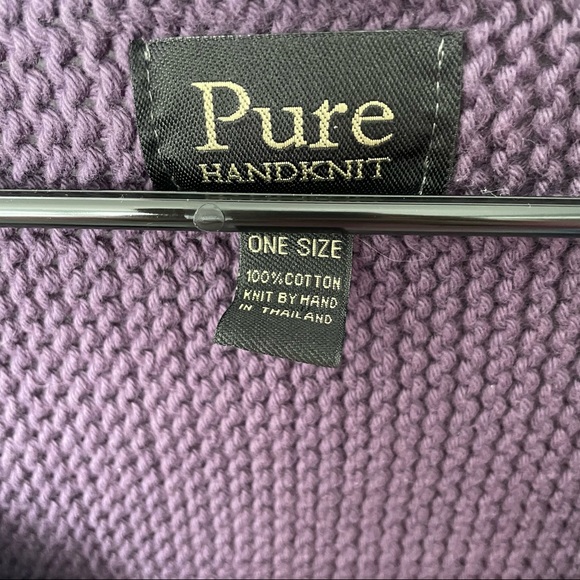 Pure
HANDKNIT
ONE SIZE
100% COTTON
KNIT BY HAND
IN THAILAND